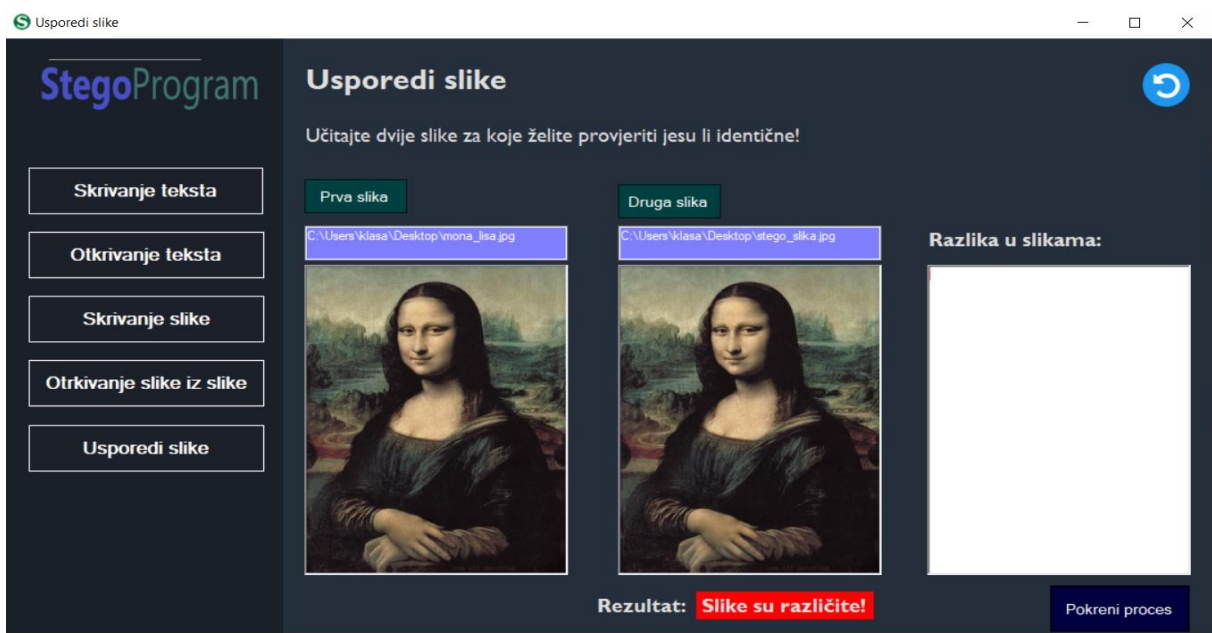 Usporedi slike
StegoProgram
Skrivanje teksta
Otkrivanje teksta
Skrivanje slike
Otrkivanje slike iz slike
Usporedi slike
Usporedi slike
Učitajte dvije slike za koje želite provjeriti jesu li identične!
Prva slika
C:\Users\klasa\Desktop\mona_lisa.jpg
Druga slika
C:\Users\klasa\Desktop\stego_slika.jpg
Razlika u slikama:
Rezultat: Slike su različite!
Pokreni proces